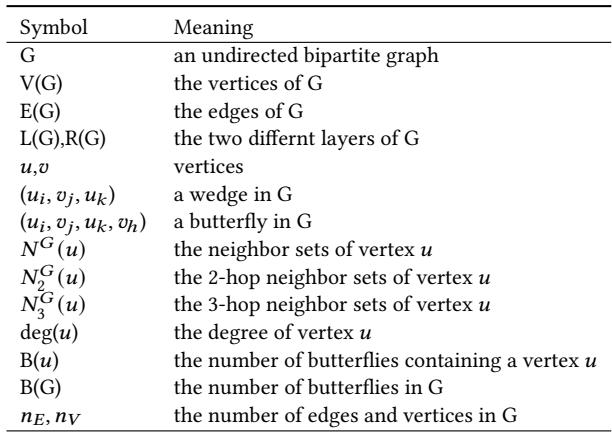 Symbol Meaning
G an undirected bipartite graph
V(G) the vertices of G
E(G) the edges of G
L(G),R(G) the two differnt layers of G
u,v vertices
(u_i, v_j, u_k) a wedge in G
(u_i, v_j, u_k, v_h) a butterfly in G
N^G(u) the neighbor sets of vertex u
N_2^G(u) the 2-hop neighbor sets of vertex u
N_3^G(u) the 3-hop neighbor sets of vertex u
deg(u) the degree of vertex u
B(u) the number of butterflies containing a vertex u
B(G) the number of butterflies in G
n_E, n_V the number of edges and vertices in G